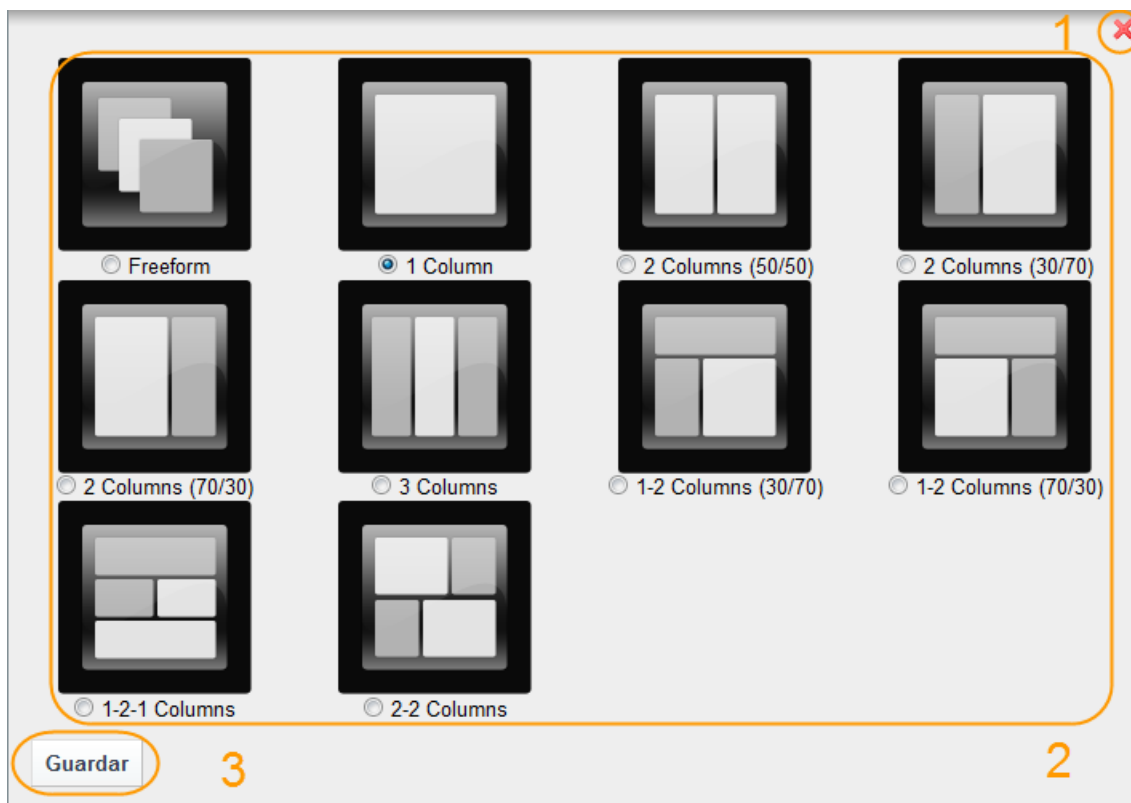 1
Freeform
1 Column
2 Columns (50/50)
2 Columns (30/70)
2 Columns (70/30)
3 Columns
1-2 Columns (30/70)
1-2 Columns (70/30)
1-2-1 Columns
2-2 Columns
Guardar
3
2